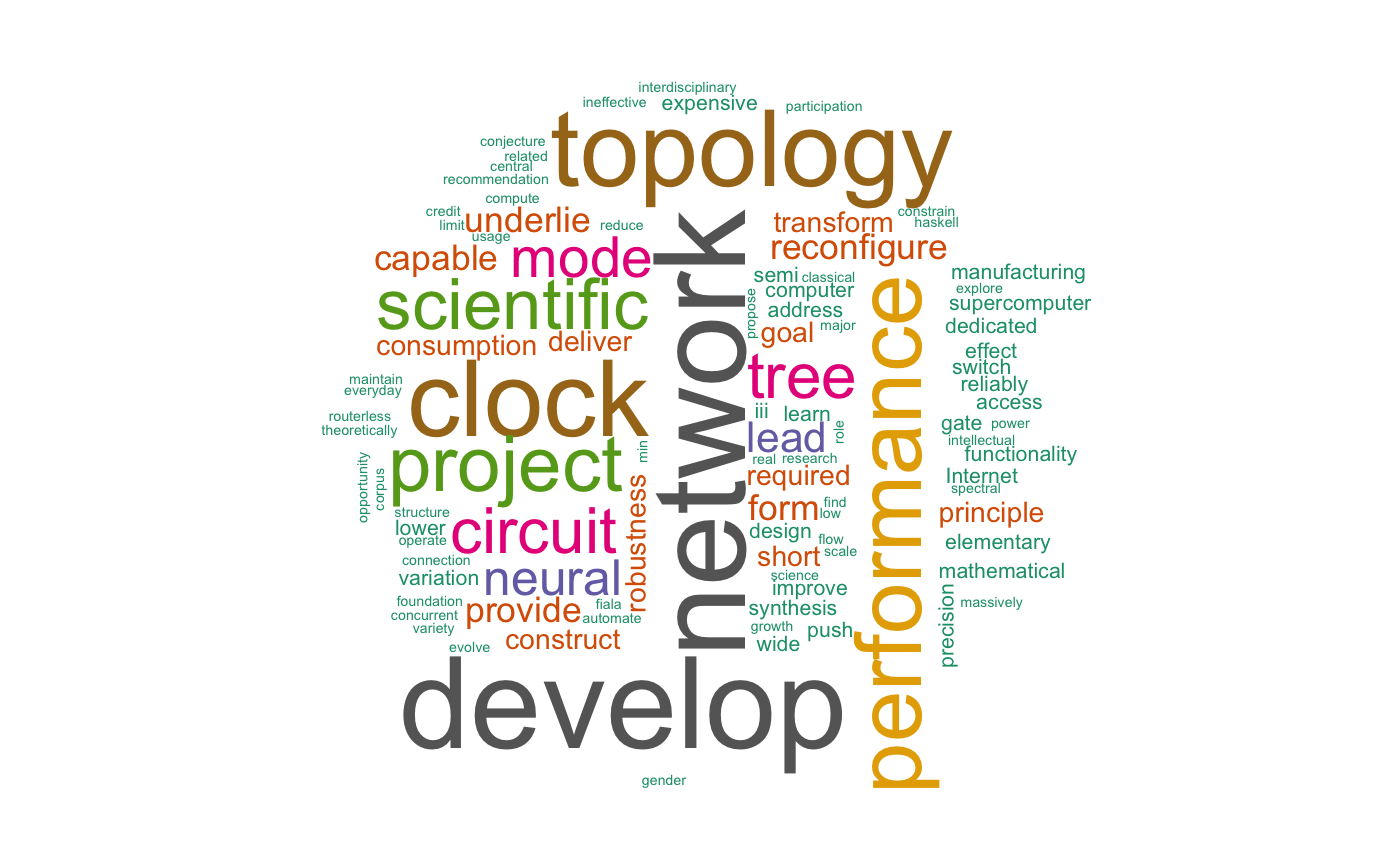 interdisciplinary
ineffective
expensive
participation
topology
conjecture
related
central
recommendation
compute
credit
limit
underlie
usage
reduce
transform
constrain
haskell
reconfigure
capable
mode
network
semi
classical
manufacturing
explore
computer
propose
supercomputer
scientific
address
goal
major
dedicated
performance
consumption
deliver
effect
switch
tree
reliably
access
maintain
everyday
clock
iii
learn
routerless
theoretically
lead
role
gate
power
intellectual
functionality
project
min
real
research
required
Internet
spectral
opportunity
corpus
robustness
form
find
low
principle
structure
lower
operate
circuit
design
flow
scale
short
elementary
connection
variation
neural
science
improve
mathematical
foundation
concurrent
variety
provide
fiala
automate
synthesis
growth
push
wide
precision
massively
construct
evolve
develop
gender